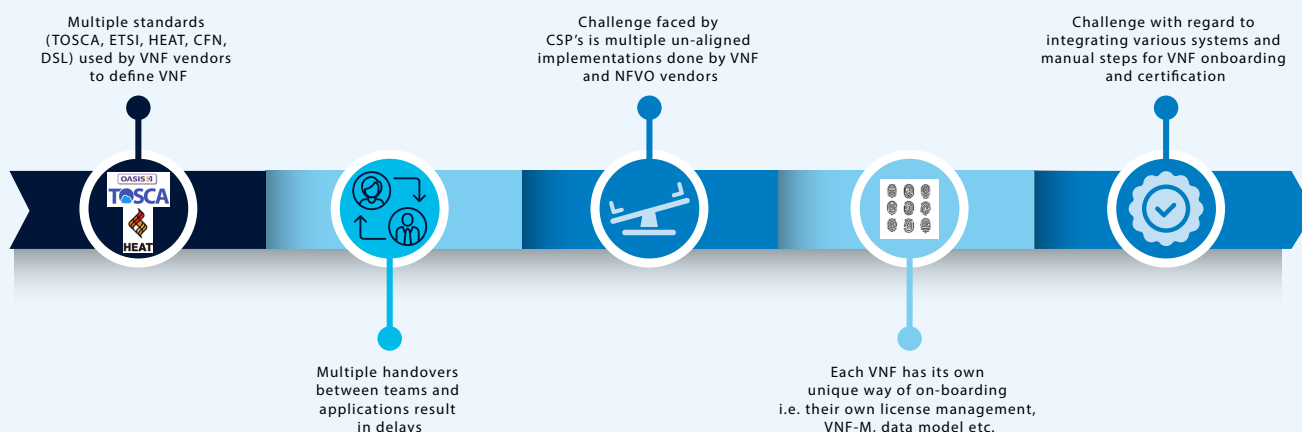 Multiple standards
(TOSCA, ETSI, HEAT, CFN,
DSL) used by VNF vendors
to define VNF
OASIS
TOSCA
HEAT
Multiple handovers
between teams and
applications result
in delays
Challenge faced by
CSP's is multiple un-aligned
implementations done by VNF
and NFVO vendors
Each VNF has its own
unique way of on-boarding
i.e. their own license management,
VNF-M, data model etc.
Challenge with regard to
integrating various systems and
manual steps for VNF onboarding
and certification